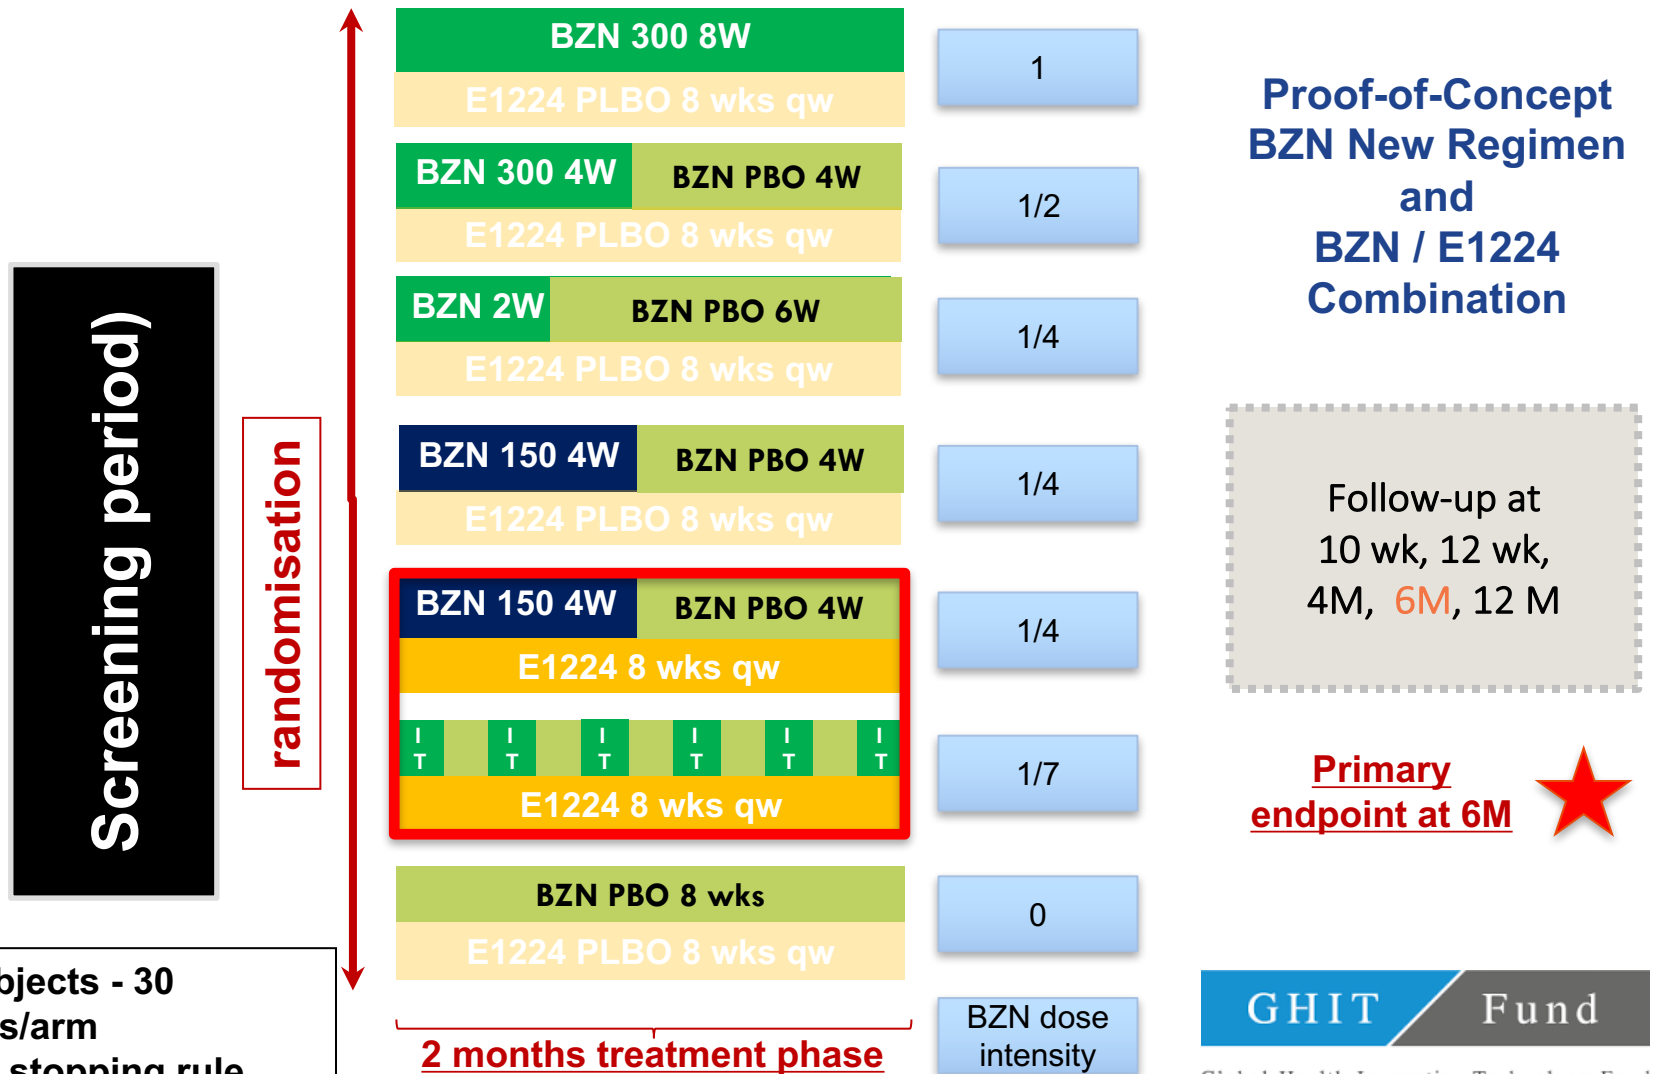 Screening period)
randomisation
BZN 300 8W
E1224 PLBO 8 wks qw
1
BZN 300 4W
BZN PBO 4W
E1224 PLBO 8 wks qw
1/2
BZN 2W
BZN PBO 6W
E1224 PLBO 8 wks qw
1/4
BZN 150 4W
BZN PBO 4W
E1224 PLBO 8 wks qw
1/4
BZN 150 4W
BZN PBO 4W
E1224 8 wks qw
1/4
I I I I I I
T T T T T T
E1224 8 wks qw
1/7
BZN PBO 8 wks
E1224 PLBO 8 wks qw
0
2 months treatment phase
BZN dose
intensity
bjects - 30
s/arm
stopping rule
Proof-of-Concept
BZN New Regimen
and
BZN / E1224
Combination
Follow-up at
10 wk, 12 wk,
4M, 6M, 12 M
Primary
endpoint at 6M
GHIT Fund